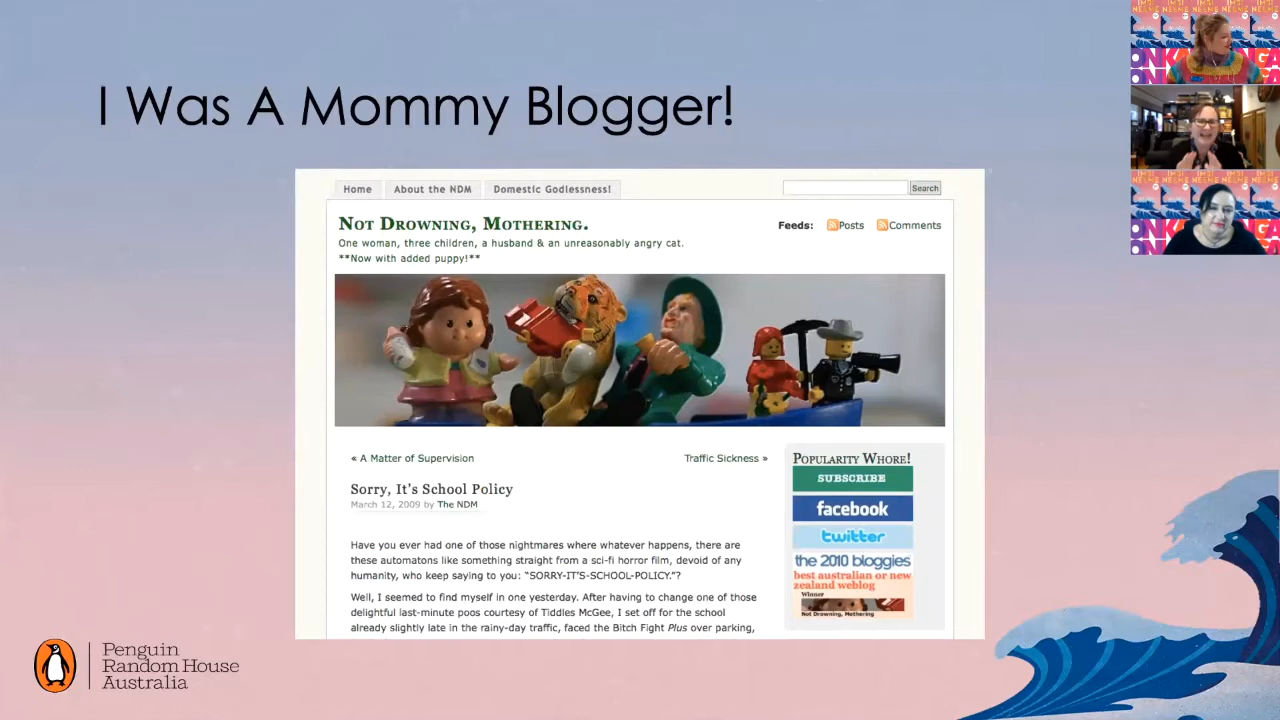 I Was A Mommy Blogger!
Home
About the NDM
Domestic Godlessness!
Search
Not Drowning, Mothering.
One woman, three children, a husband & an unreasonably angry cat.
**Now with added puppy!**
Feeds: Posts Comments
« A Matter of Supervision
Traffic Sickness »
Sorry, It's School Policy
March 12, 2009 by The NDM
Have you ever had one of those nightmares where whatever happens, there are
these automatons like something straight from a sci-fi horror film, devoid of any
humanity, who keep saying to you: “SORRY-IT'S-SCHOOL-POLICY.”?
Well, I seemed to find myself in one yesterday. After having to change one of those
delightful last-minute poos courtesy of Tiddles McGee, I set off for the school
already slightly late in the rainy-day traffic, faced the Bitch Fight Plus over parking,
Popularity Whore!
SUBSCRIBE
facebook
twitter
the 2010 bloggies
best australian or new
zealand weblog
Winner
Not Drowning, Mothering
Penguin
Random House
Australia